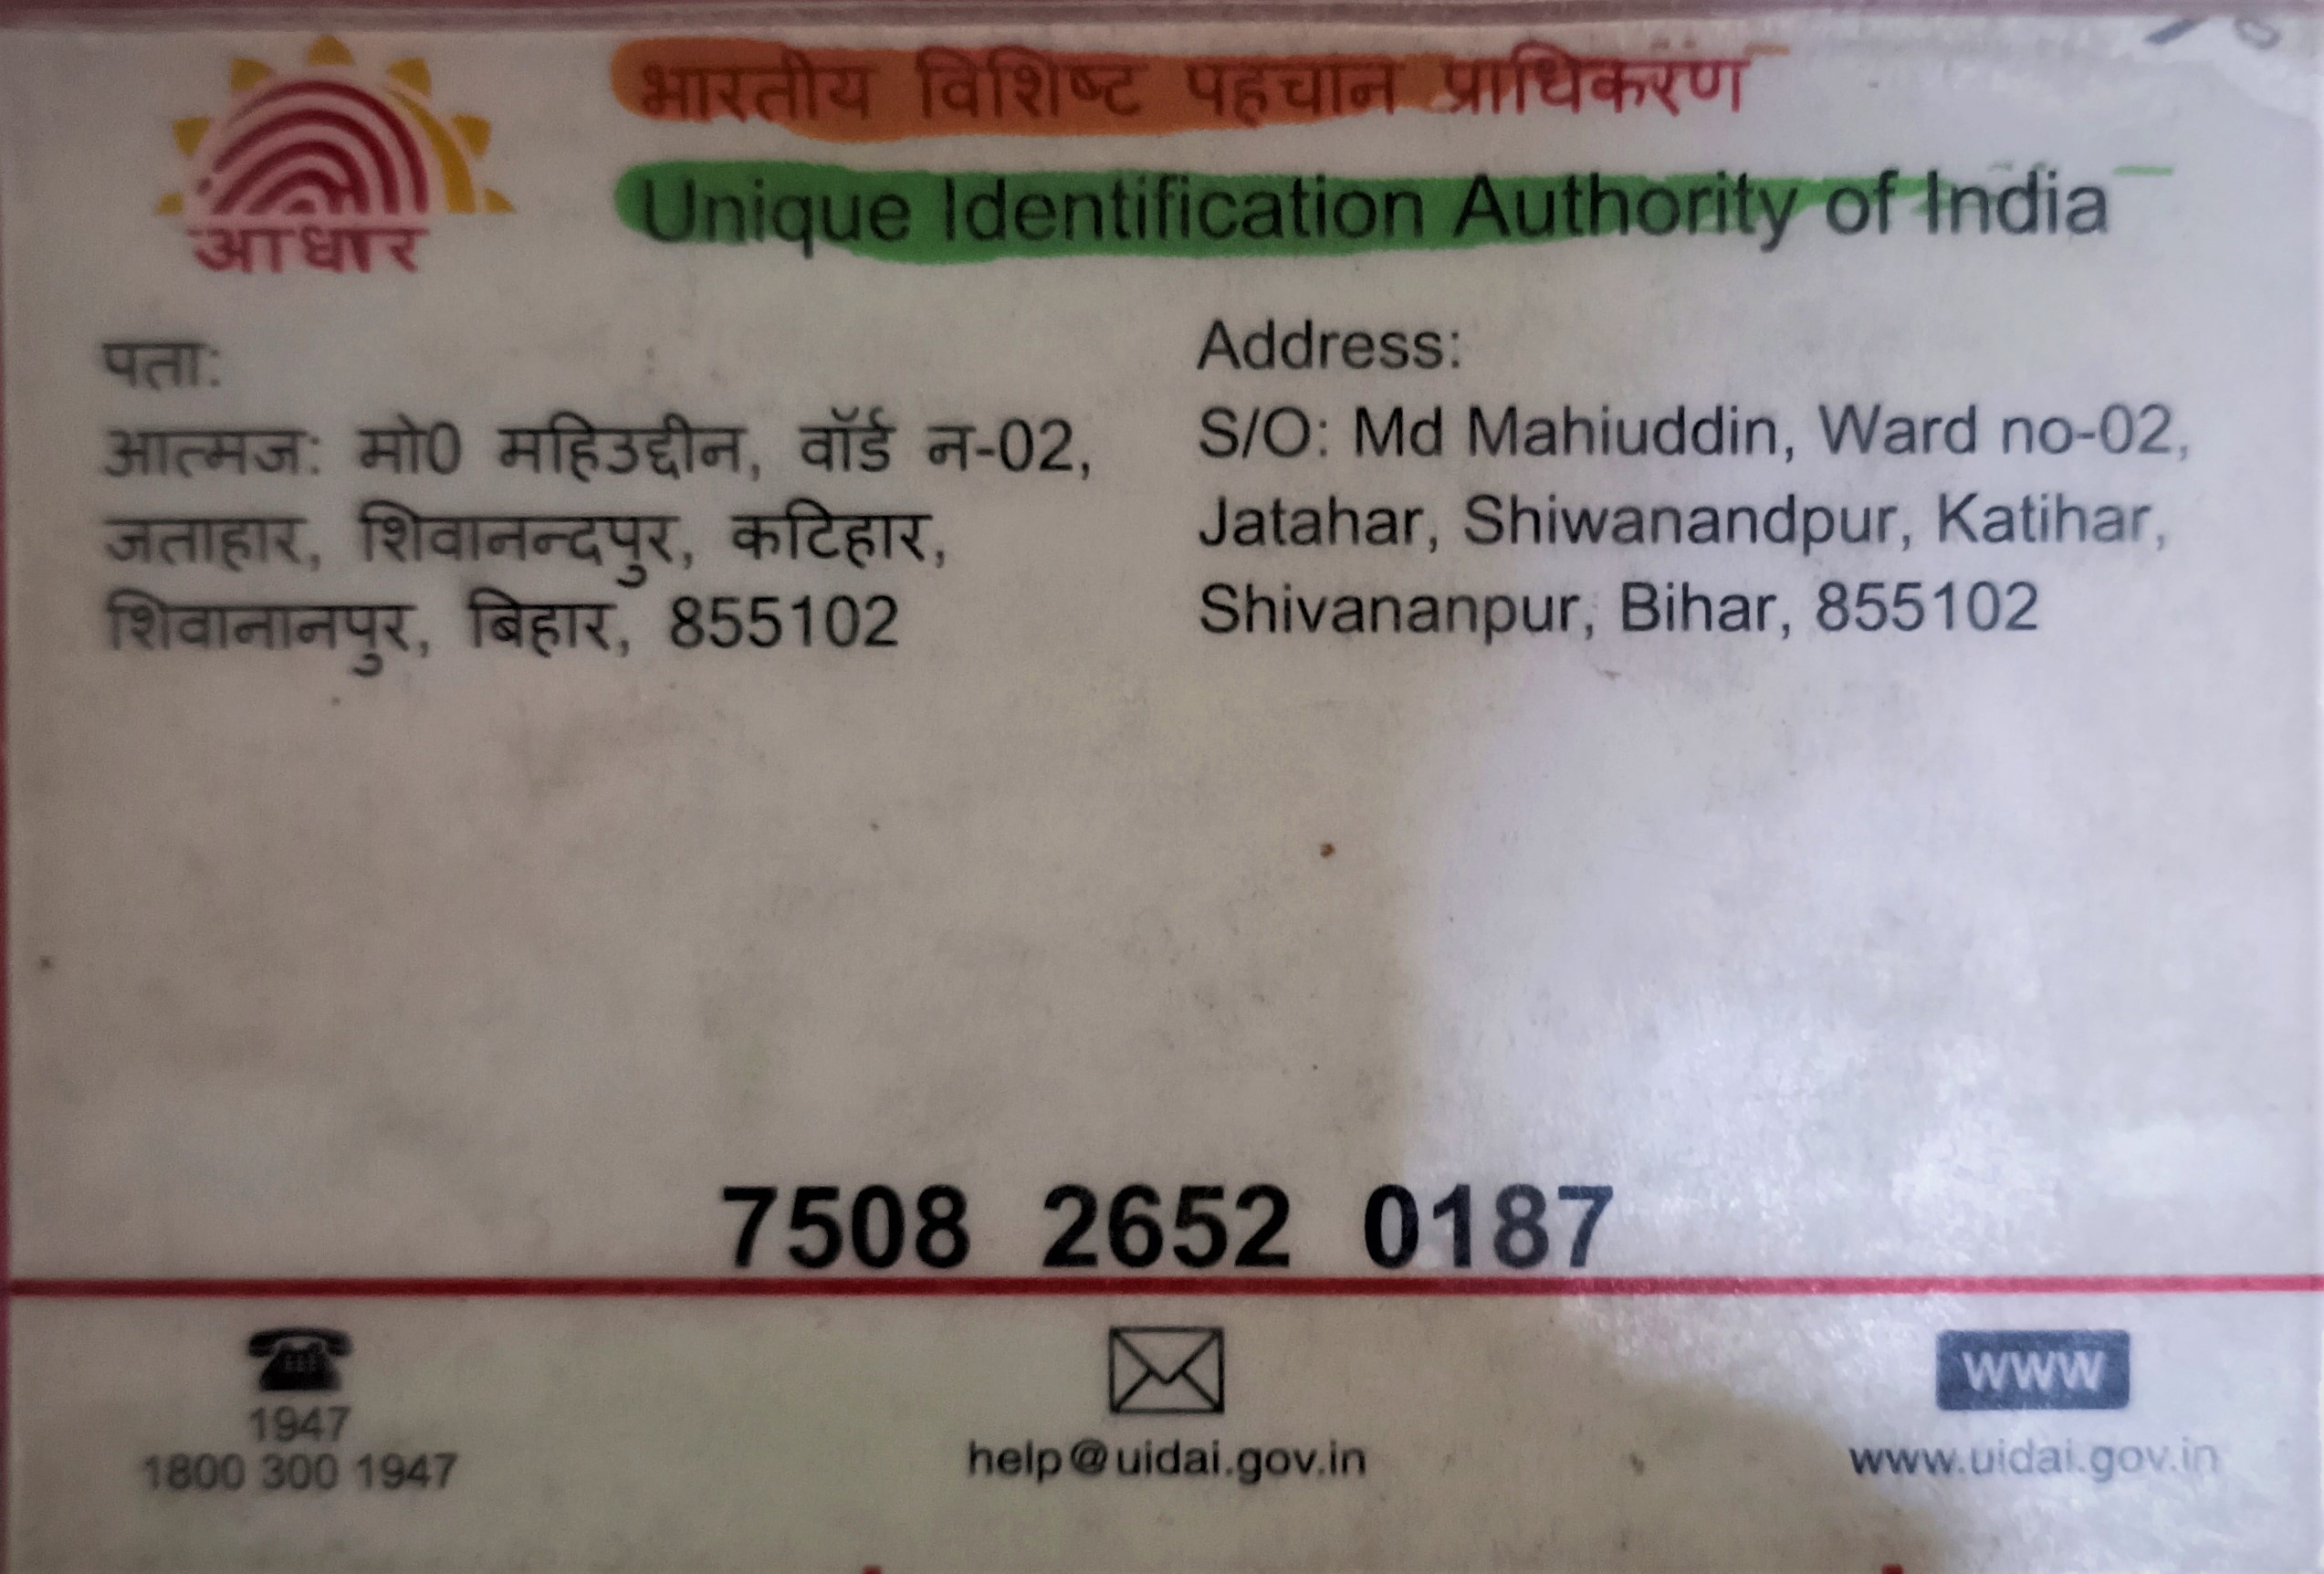 आधार
भारतीय विशिष्ट पहचान प्राधिकरण
Unique Identification Authority of India
पता:
आत्मज: मो0 महिउद्दीन, वॉर्ड न-02,
जताहार, शिवानन्दपुर, कटिहार,
शिवानानपुर, बिहार, 855102
Address:
S/O: Md Mahiuddin, Ward no-02,
Jatahar, Shiwanandpur, Katihar,
Shivananpur, Bihar, 855102
7508 2652 0187
1947
1800 300 1947
help@uidai.gov.in
www
www.uidai.gov.in